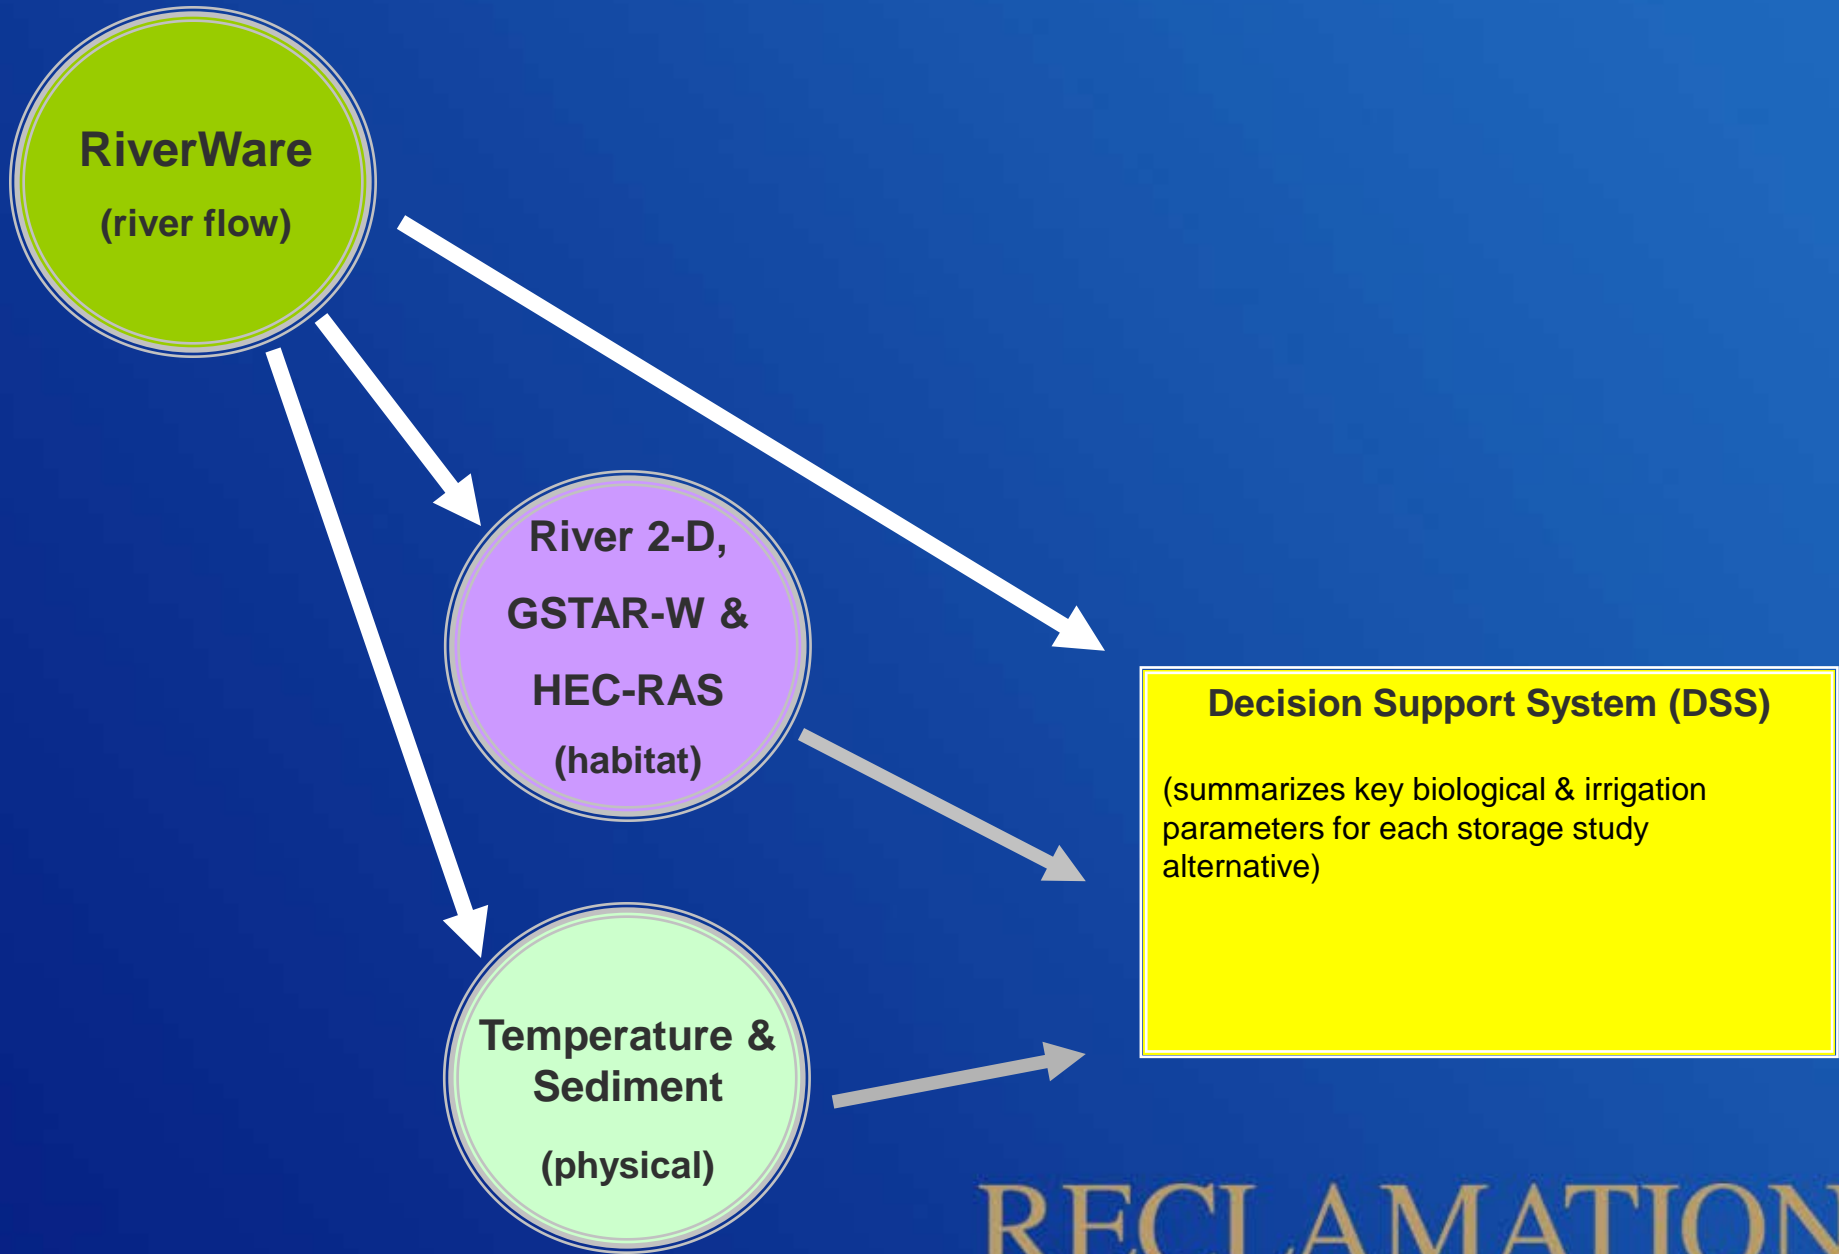 RiverWare
(river flow)
River 2-D,
GSTAR-W &
HEC-RAS
(habitat)
Temperature &
Sediment
(physical)
Decision Support System (DSS)
(summarizes key biological & irrigation
parameters for each storage study
alternative)
RECLAMATION